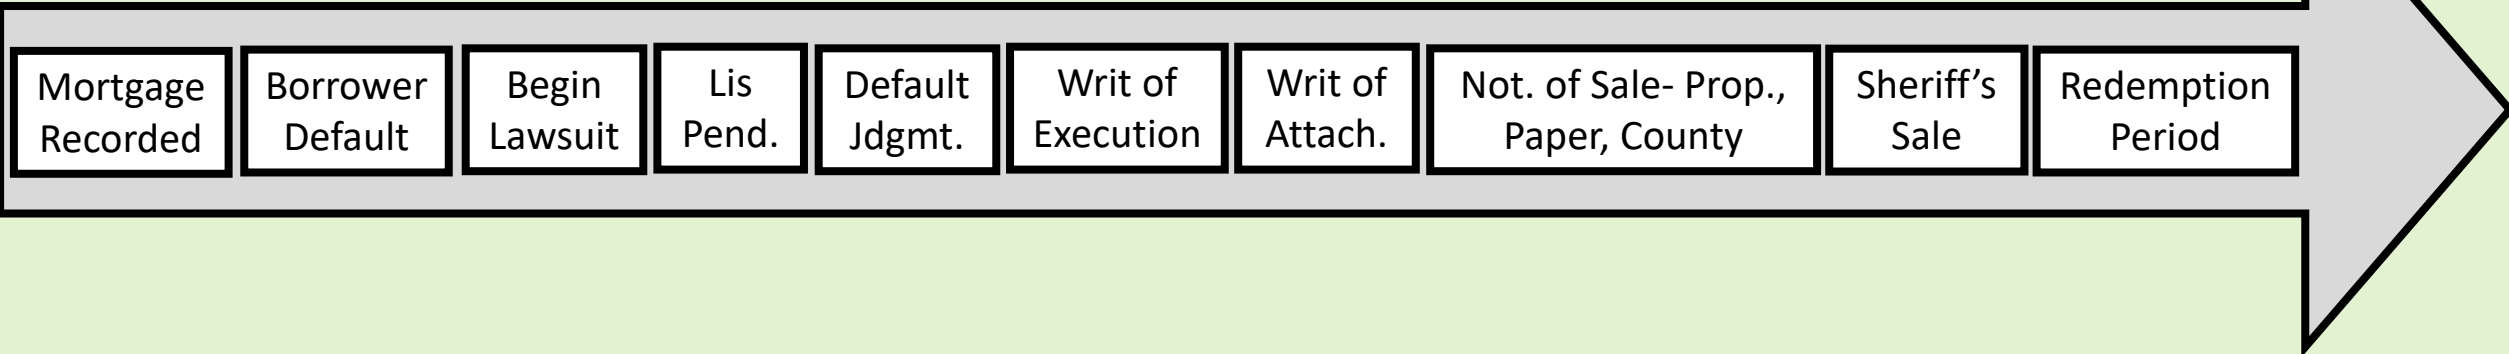 Mortgage
Recorded
Borrower
Default
Begin
Lawsuit
Lis
Pend.
Default
Jdgmt.
Writ of
Execution
Writ of
Attach.
Not. of Sale- Prop.,
Paper, County
Sheriff’s
Sale
Redemption
Period